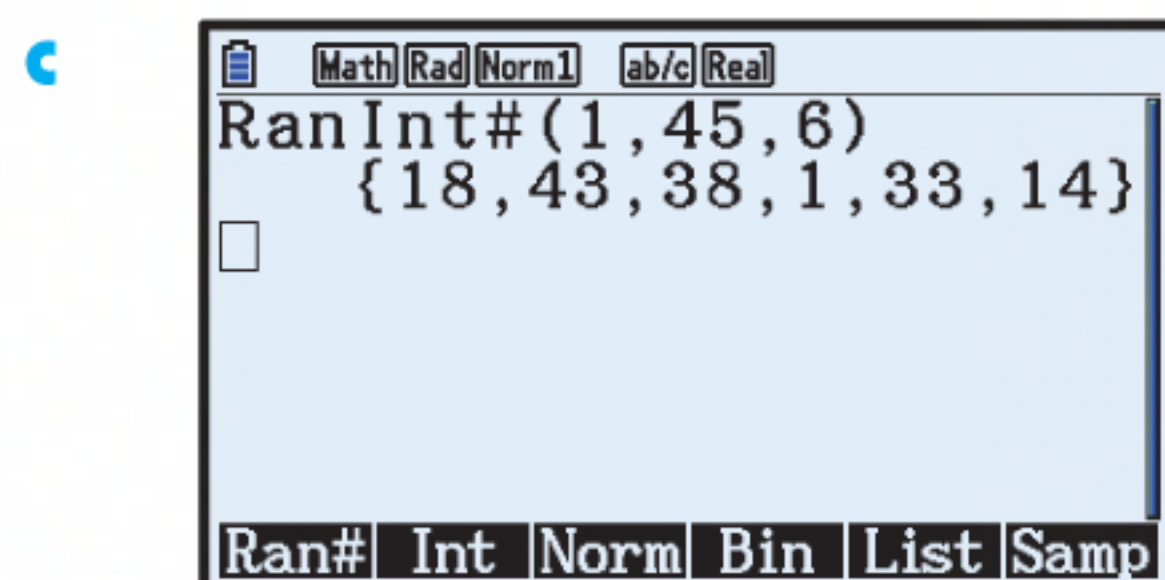 c
Math Rad Norm1 ab/c Real
RanInt#(1,45,6)
{18,43,38,1,33,14}
Ran# Int Norm Bin List Samp